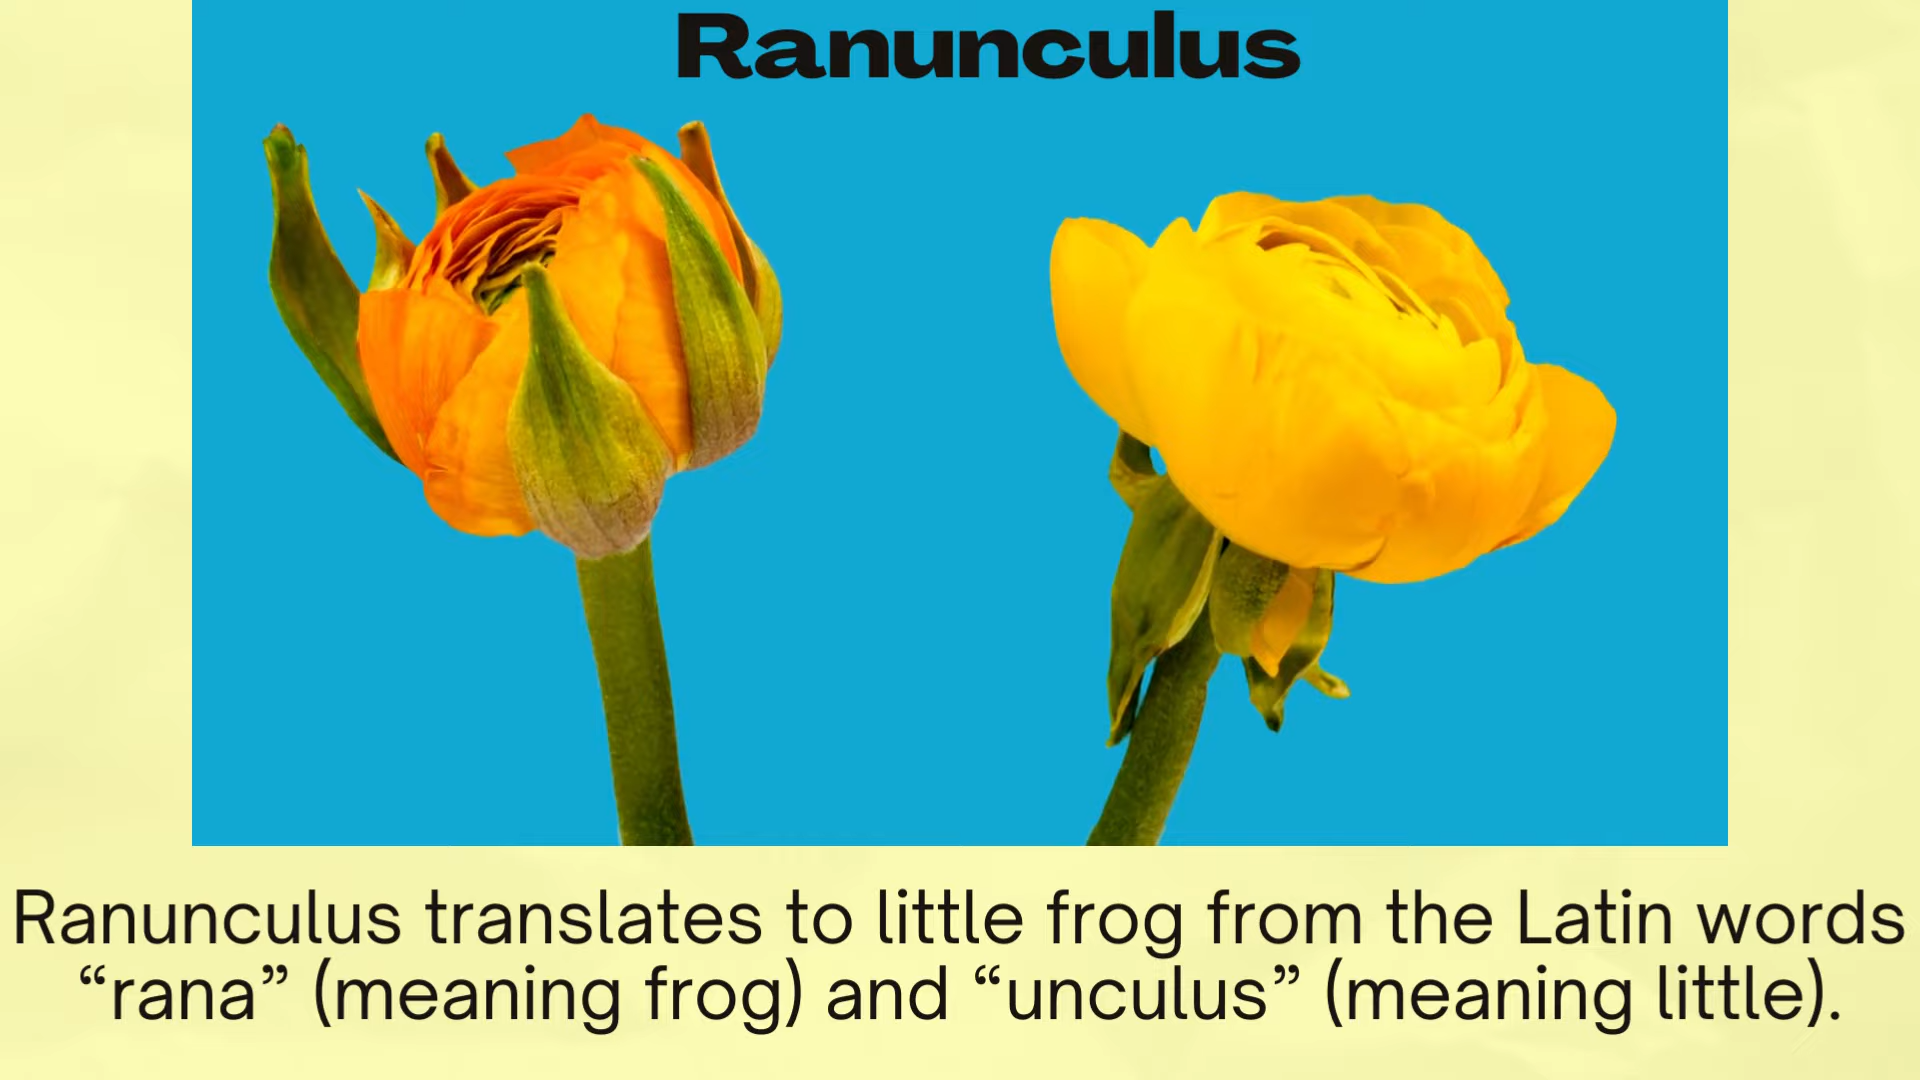 Ranunculus
Ranunculus translates to little frog from the Latin words
“rana” (meaning frog) and “unculus” (meaning little).